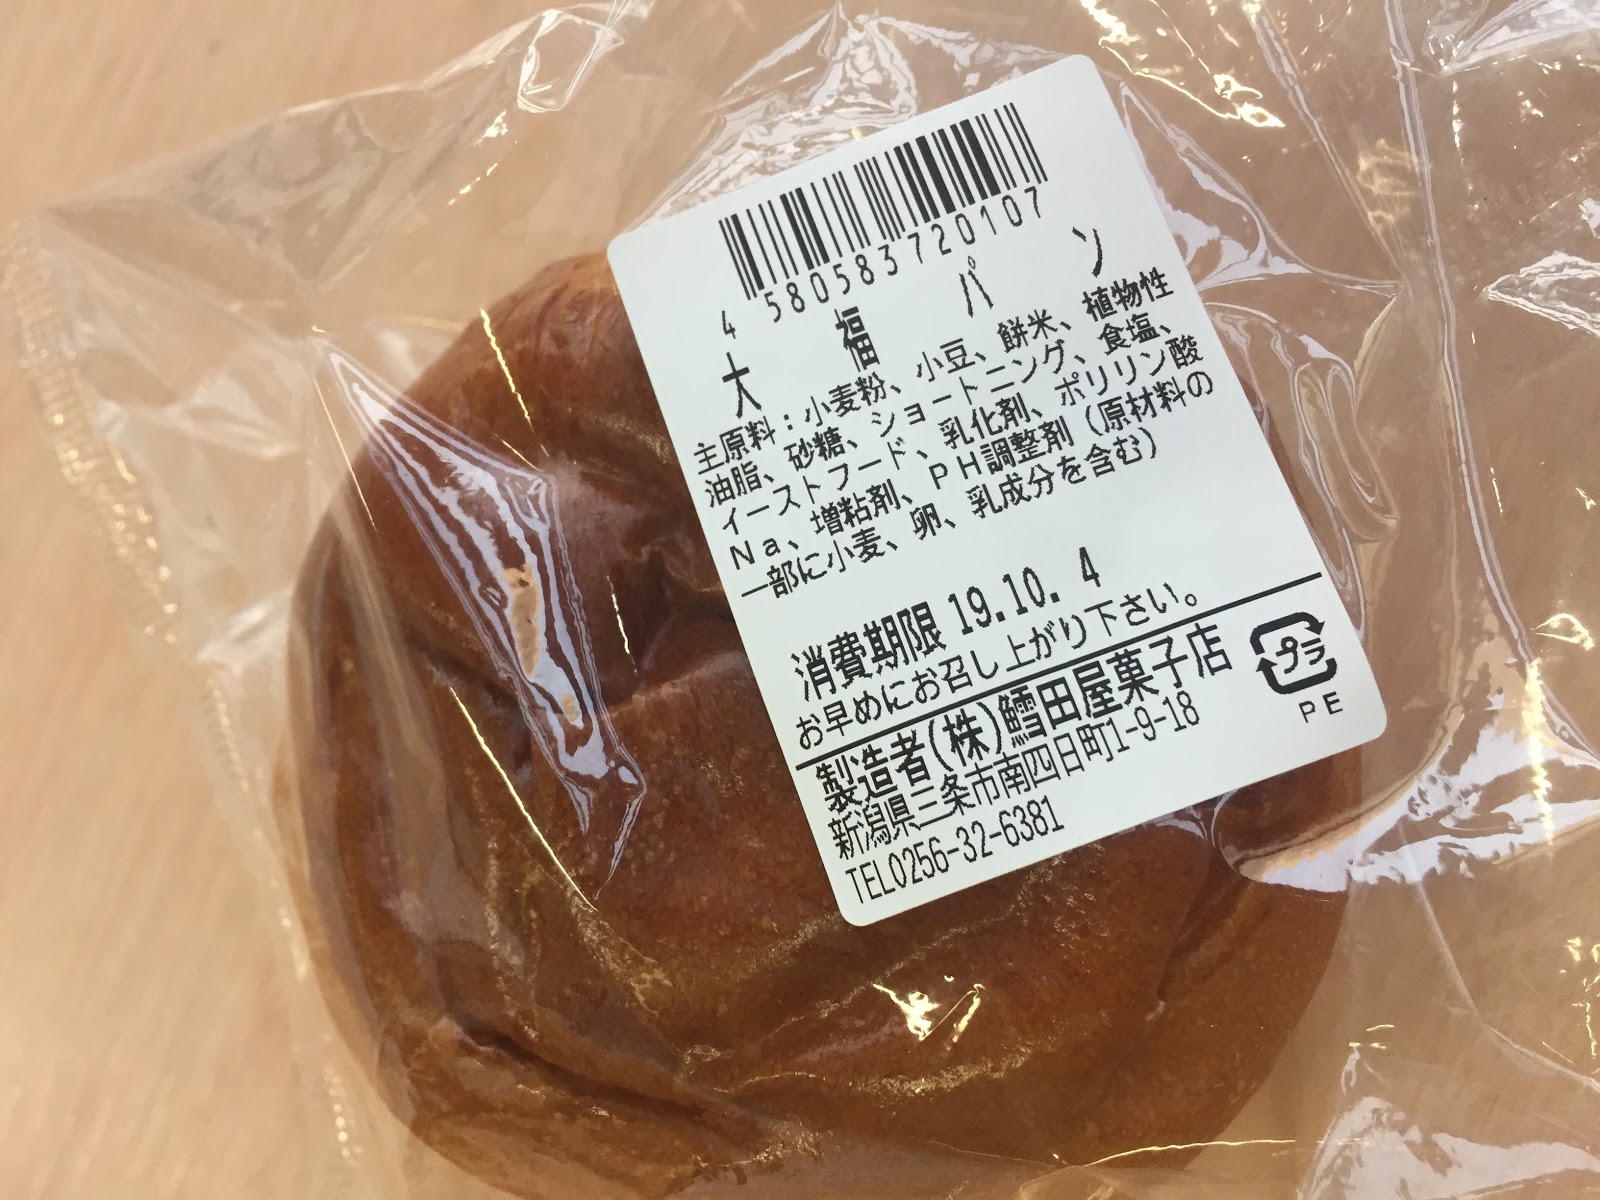 4580583720107
大福パン
主原料：小麦粉、小豆、餅米、植物性
油脂、砂糖、ショートニング、食塩、
イーストフード、乳化剤、ポリリン酸
Ｎａ、増粘剤、ＰＨ調整剤（原材料の
一部に小麦、卵、乳成分を含む）
消費期限 19.10. 4
お早めにお召し上がり下さい。
製造者(株)鱈田屋菓子店
新潟県三条市南四日町1-9-18
TEL0256-32-6381
プラ
PE